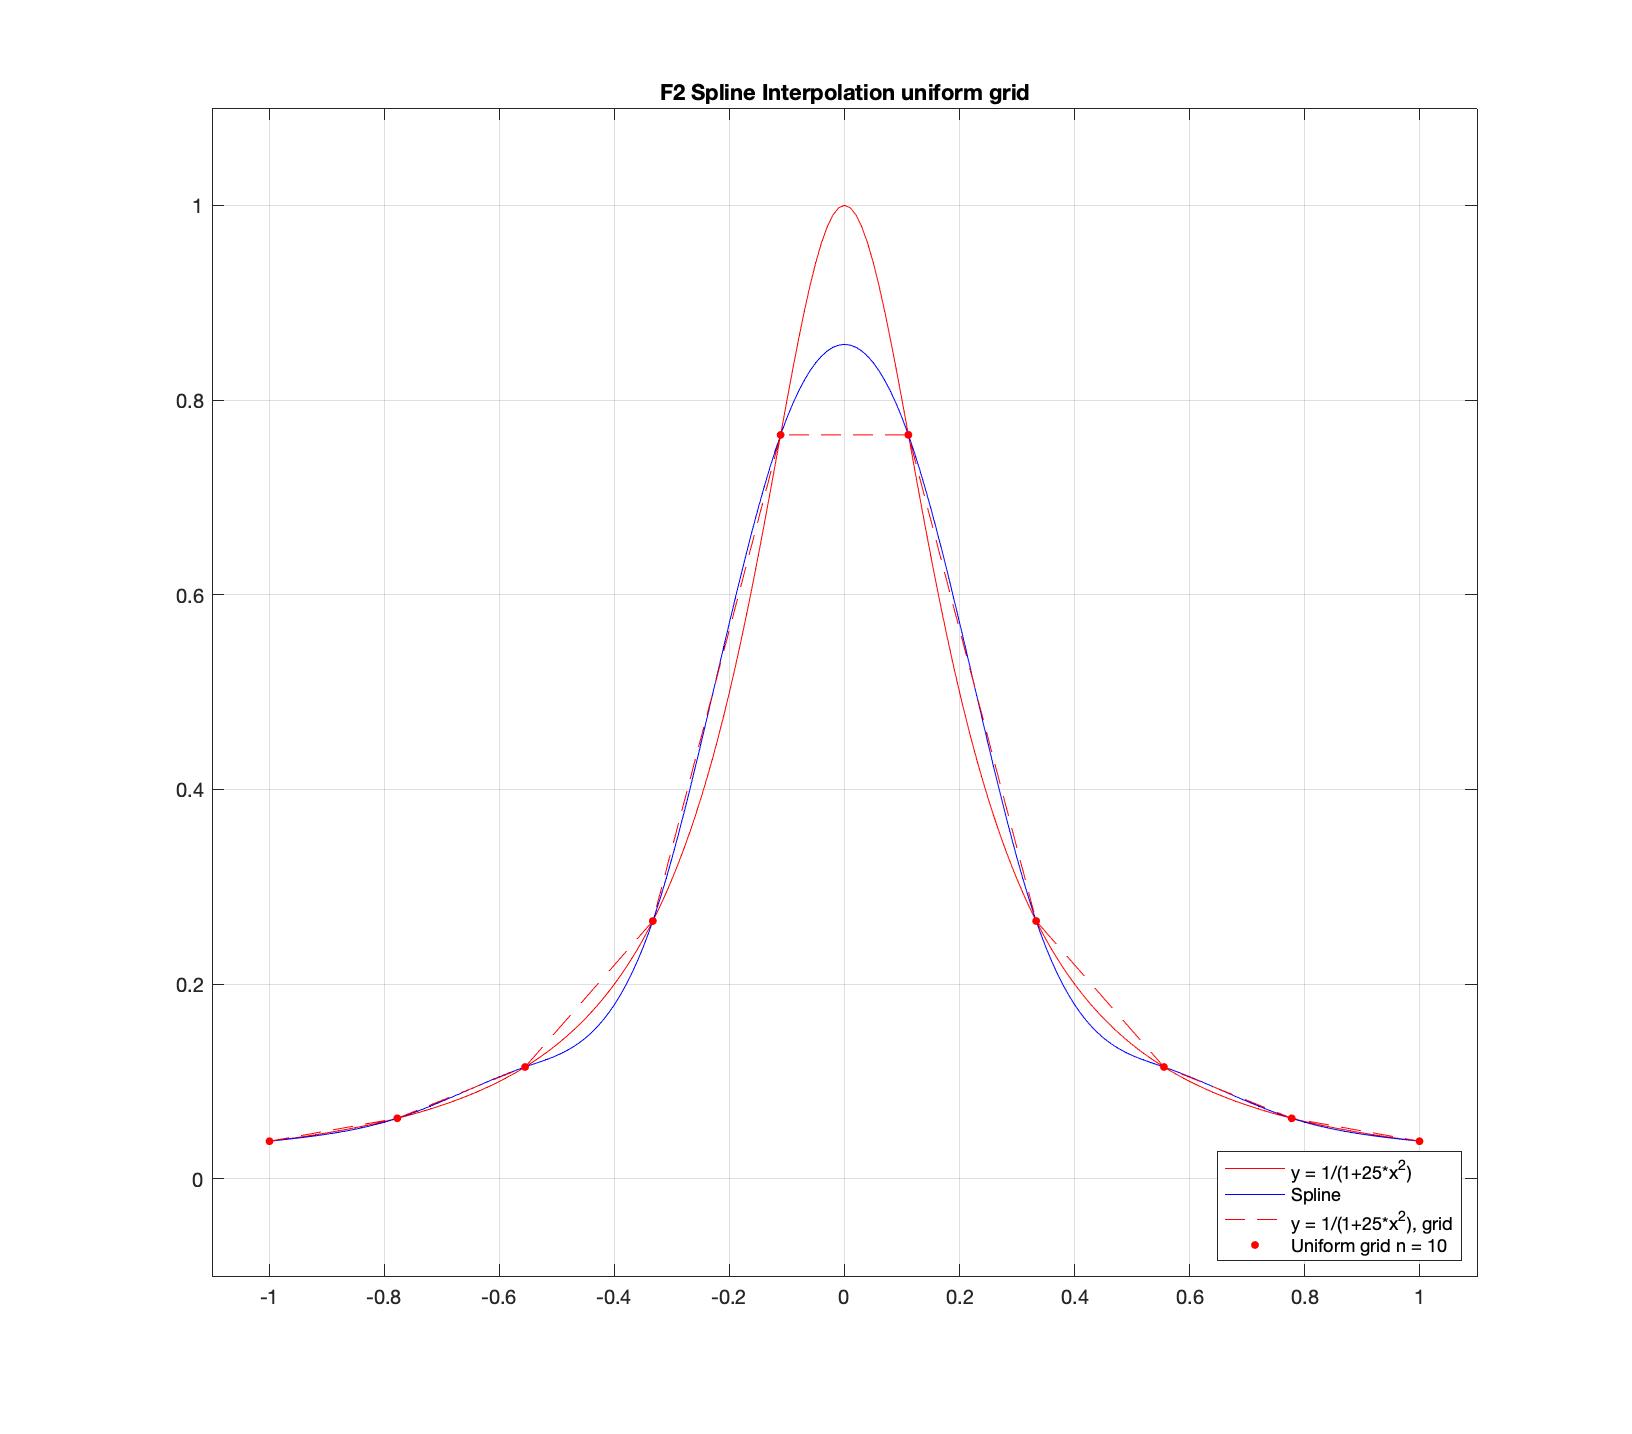 F2 Spline Interpolation uniform grid
1
0.8
0.6
0.4
0.2
0
y = 1/(1+25*x^2)
Spline
y = 1/(1+25*x^2), grid
Uniform grid n = 10
-1 -0.8 -0.6 -0.4 -0.2 0 0.2 0.4 0.6 0.8 1